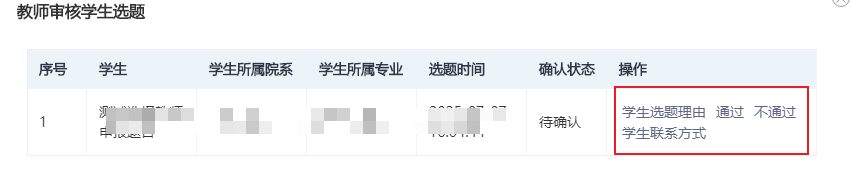 教师审核学生选题
序号 学生 学生所属院系 学生所属专业 选题时间 确认状态 操作
1 待确认 学生选题理由 通过 不通过
学生联系方式